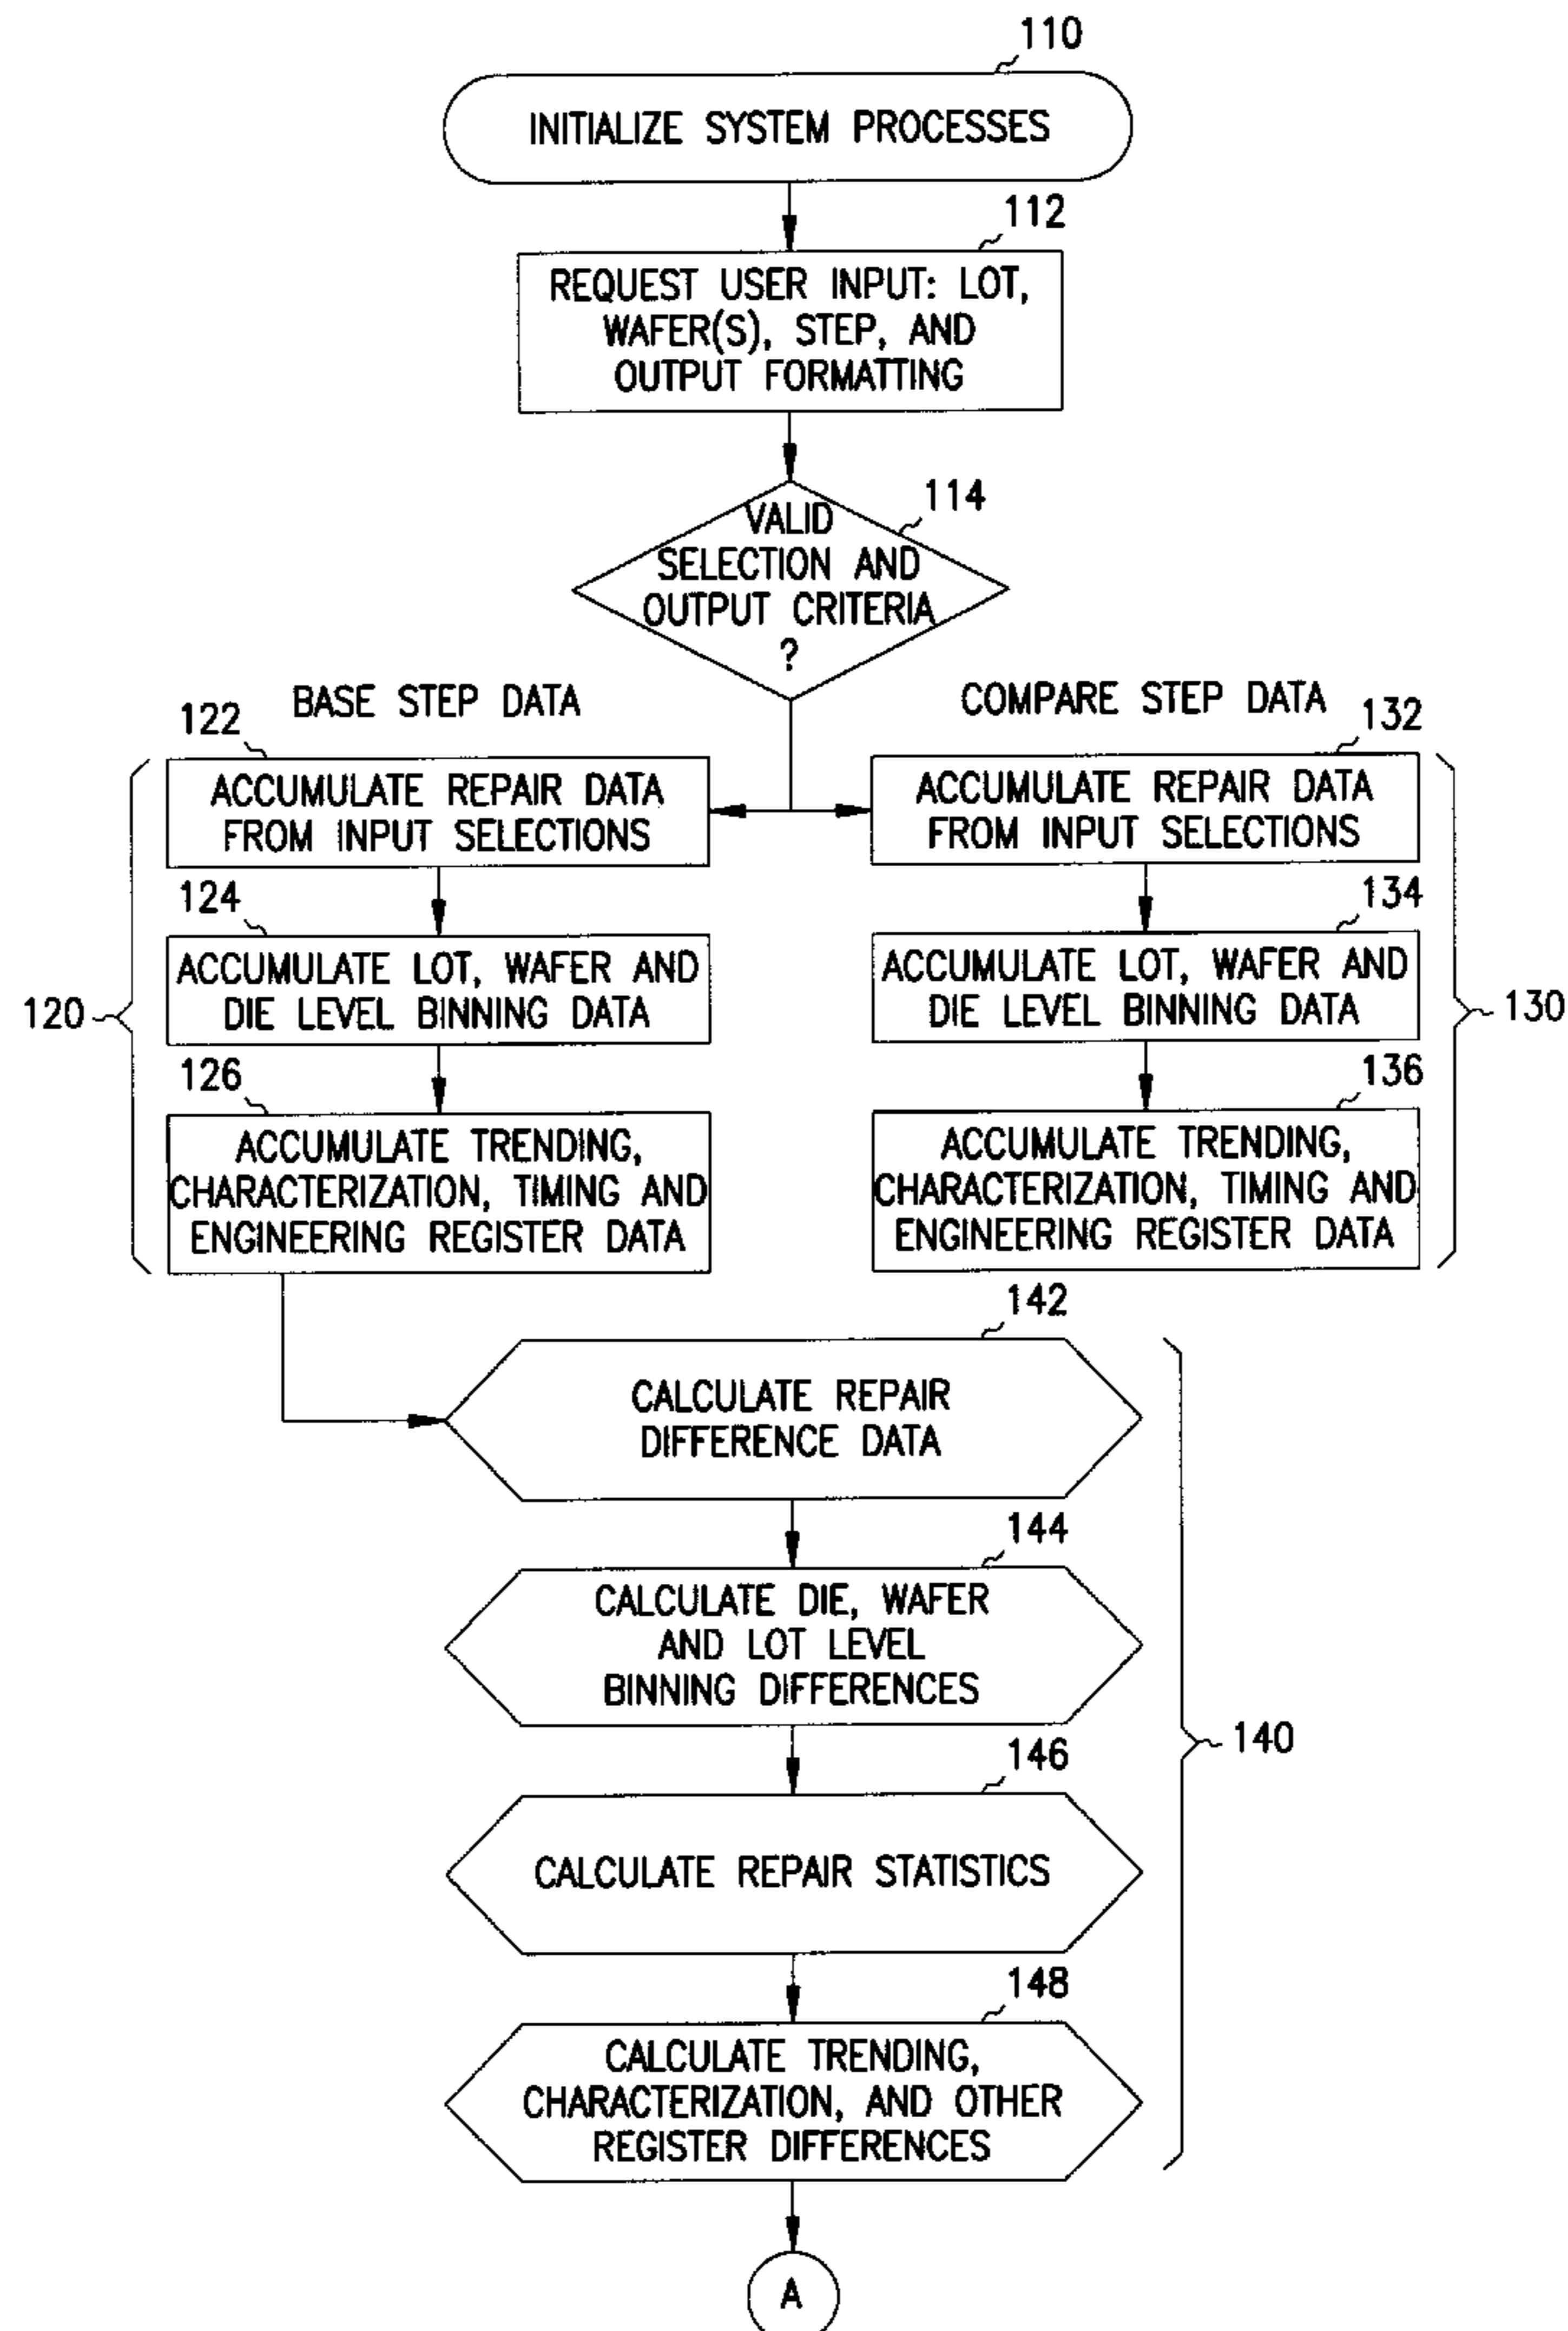 110
INITIALIZE SYSTEM PROCESSES
112
REQUEST USER INPUT: LOT,
WAFER(S), STEP, AND
OUTPUT FORMATTING
114
VALID
SELECTION AND
OUTPUT CRITERIA
?
BASE STEP DATA
122
ACCUMULATE REPAIR DATA
FROM INPUT SELECTIONS
124
ACCUMULATE LOT, WAFER AND
DIE LEVEL BINNING DATA
120
126
ACCUMULATE TRENDING,
CHARACTERIZATION, TIMING AND
ENGINEERING REGISTER DATA
COMPARE STEP DATA
132
ACCUMULATE REPAIR DATA
FROM INPUT SELECTIONS
134
ACCUMULATE LOT, WAFER AND
DIE LEVEL BINNING DATA
130
136
ACCUMULATE TRENDING,
CHARACTERIZATION, TIMING AND
ENGINEERING REGISTER DATA
142
CALCULATE REPAIR
DIFFERENCE DATA
144
CALCULATE DIE, WAFER
AND LOT LEVEL
BINNING DIFFERENCES
140
146
CALCULATE REPAIR STATISTICS
148
CALCULATE TRENDING,
CHARACTERIZATION, AND OTHER
REGISTER DIFFERENCES
A